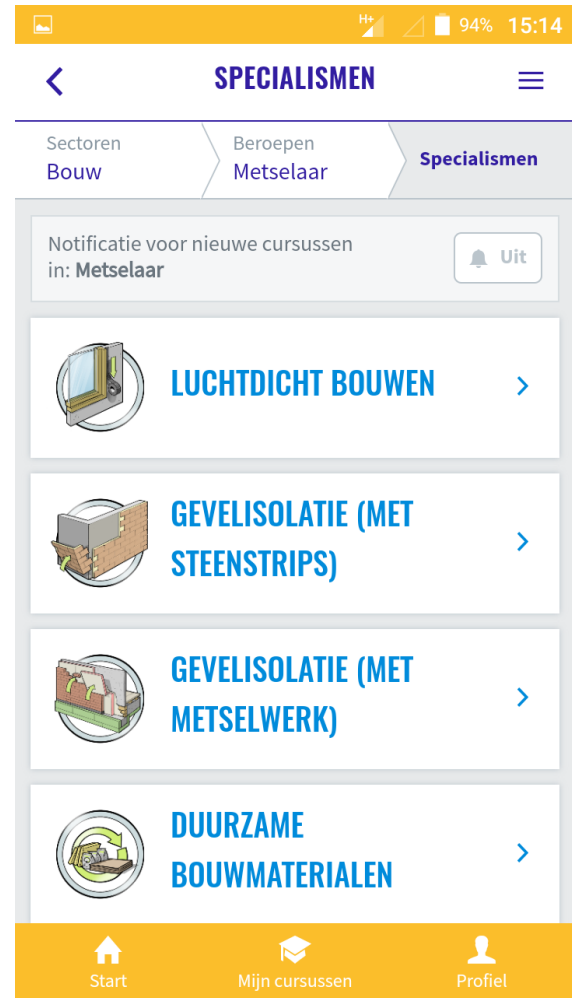 H+ 94% 15:14
SPECIALISMEN
Sectoren
Bouw
Beroepen
Metselaar
Specialismen
Notificatie voor nieuwe cursussen
in: Metselaar
Uit
LUCHTDICHT BOUWEN
GEVELISOLATIE (MET
STEENSTRIPS)
GEVELISOLATIE (MET
METSELWERK)
DUURZAME
BOUWMATERIALEN
Start
Mijn cursussen
Profiel